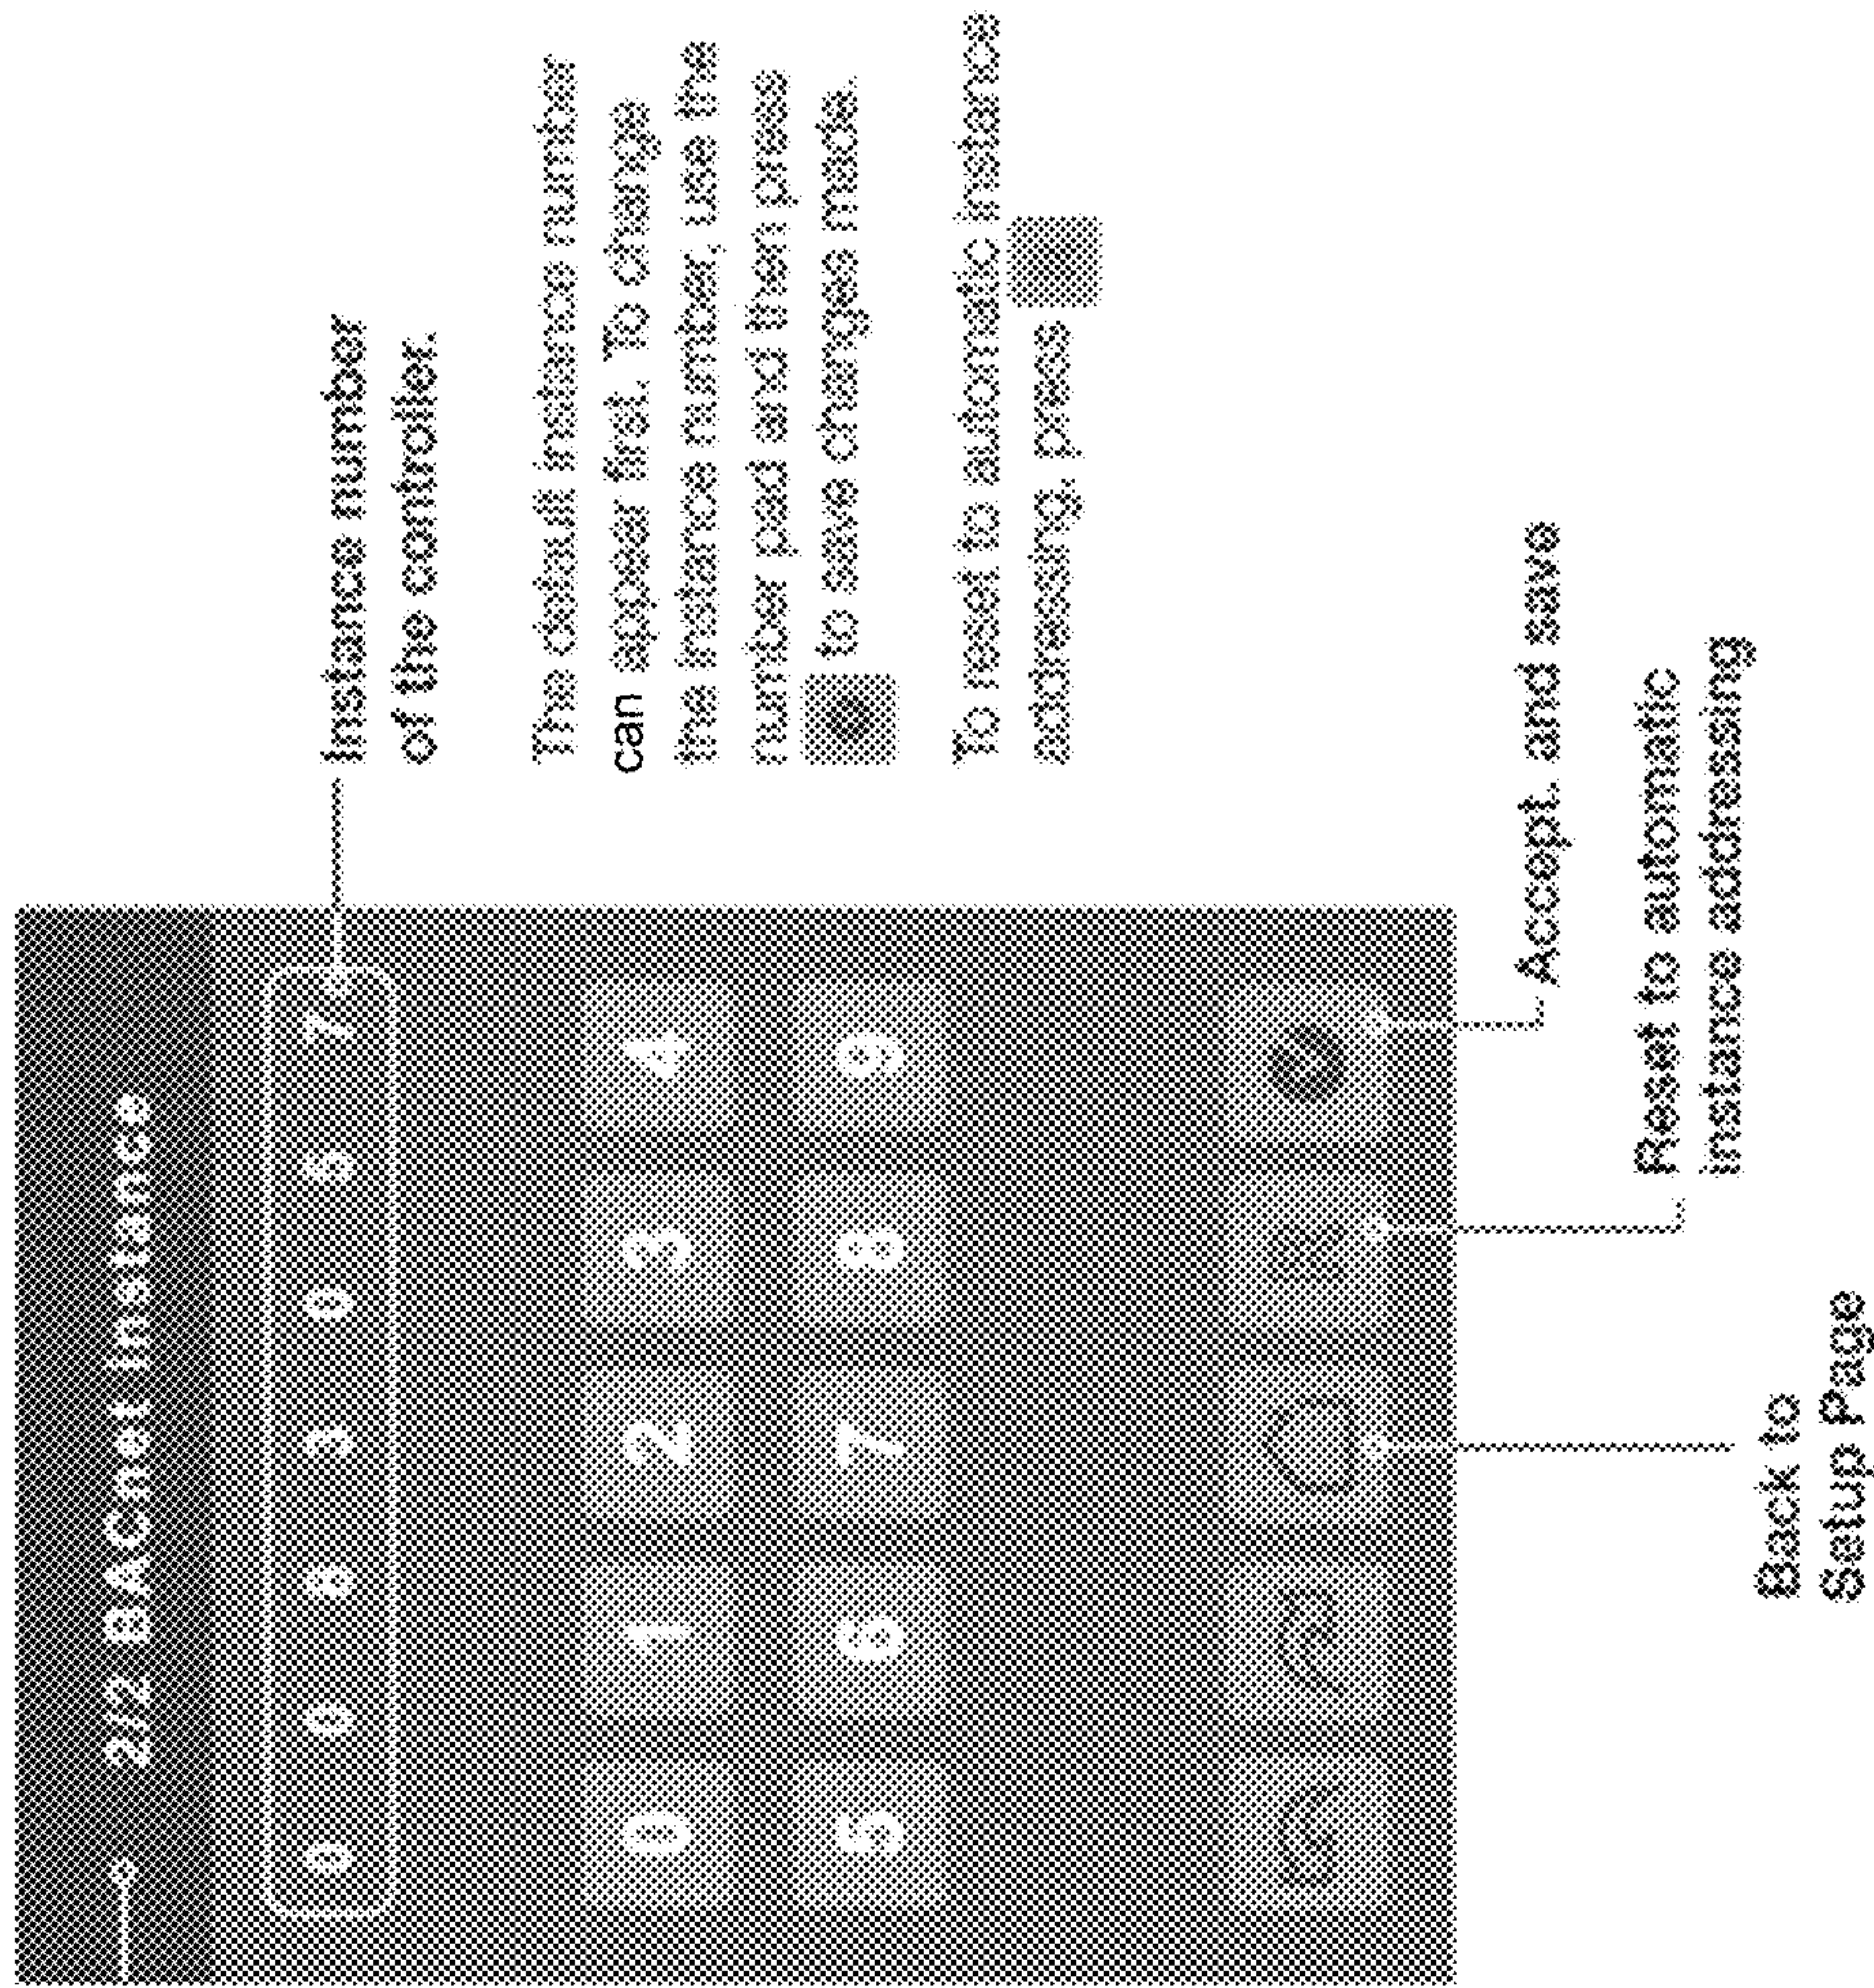 2/2 BACnet Instance
0 0 3 0 7
0 1 2 3 4
5 6 7 8 9
Instance number
of the controller.
The default instance number
can appear first. To change
the instance number, use the
number pad and then press
to save changes made.
To reset to automatic instance
addressing, press
Accept, and save
Reset to automatic
instance addressing
Back to
Setup Page